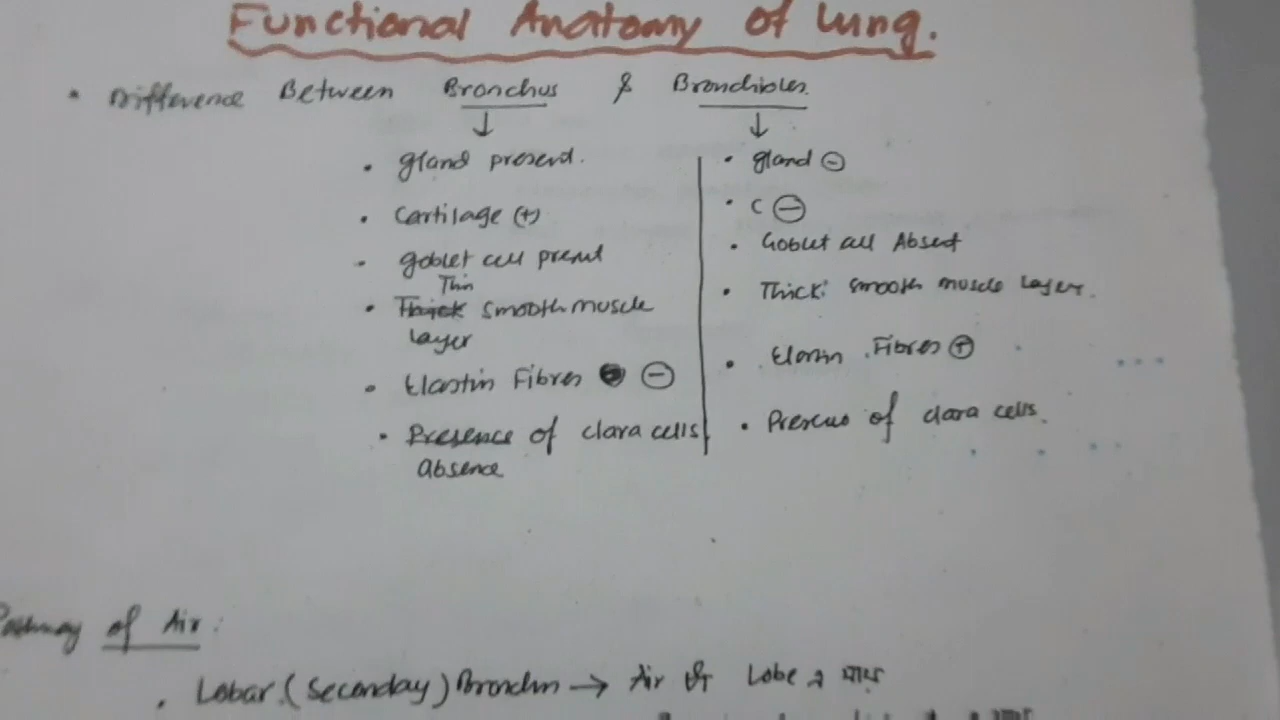 Functional Anatomy of Lung.
• Difference Between Bronchus & Bronchioles.
↓ ↓
• gland present. • gland ⊖
• Cartilage (+) • C ⊖
• goblet cell present • Goblet cell Absent
Thin
• Thick smooth muscle • Thick: smooth muscle Layer.
Layer
• Elastin Fibres ⊖ • Elastin Fibres ⊕
• Presence of clara cells • Presence of clara cells.
absence
Pathway of Air:
• Lobar (Seconday) Bronchus → Air Lobe